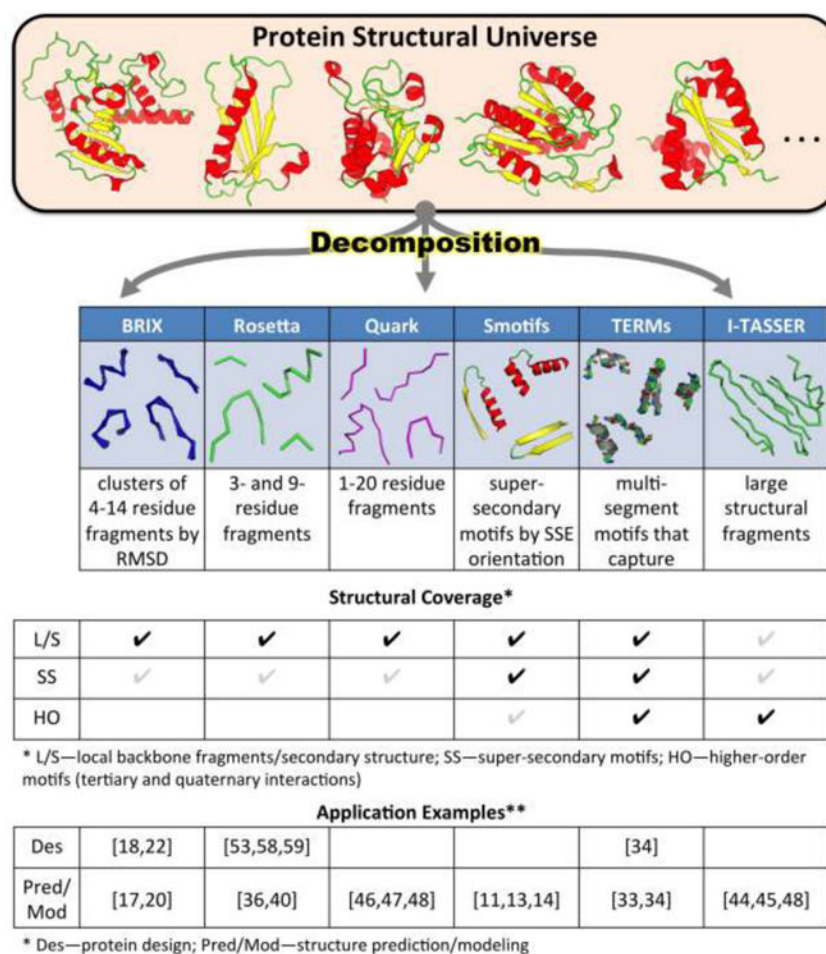 Protein Structural Universe
...
Decomposition
BRIX Rosetta Quark Smotifs TERMs I-TASSER
clusters of 4-14 residue fragments by RMSD
3- and 9-residue fragments
1-20 residue fragments
super-secondary motifs by SSE orientation
multi-segment motifs that capture
large structural fragments
Structural Coverage*
L/S ✔ ✔ ✔ ✔ ✔ ✔
SS ✔ ✔ ✔ ✔ ✔ ✔
HO ✔ ✔ ✔
* L/S—local backbone fragments/secondary structure; SS—super-secondary motifs; HO—higher-order
motifs (tertiary and quaternary interactions)
Application Examples**
Des [18,22] [53,58,59] [34]
Pred/Mod [17,20] [36,40] [46,47,48] [11,13,14] [33,34] [44,45,48]
* Des—protein design; Pred/Mod—structure prediction/modeling